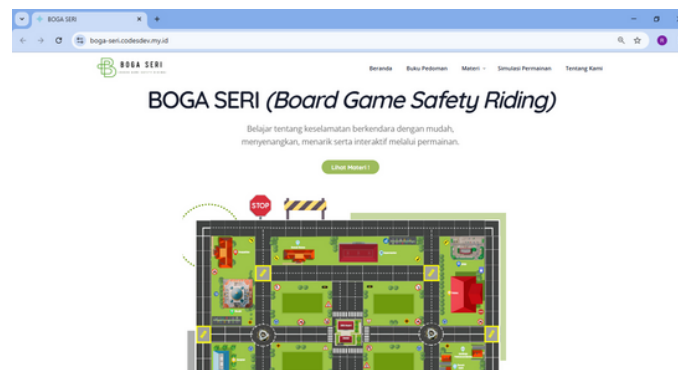 BOGA SERI
boga-seri.codesdev.my.id
BOGA SERI
Beranda Buku Pedoman Materi Simulasi Permainan Tentang Kami
BOGA SERI (Board Game Safety Riding)
Belajar tentang keselamatan berkendara dengan mudah,
menyenangkan, menarik serta interaktif melalui permainan.
Lihat Materi !
STOP